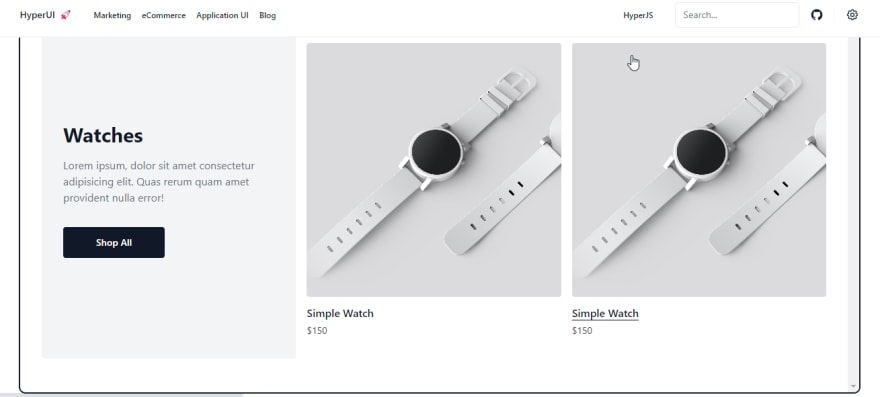 HyperUI 🚀 Marketing eCommerce Application UI Blog HyperJS Search...
Watches
Lorem ipsum, dolor sit amet consectetur
adipisicing elit. Quas rerum quam amet
provident nulla error!
Shop All
Simple Watch
$150
Simple Watch
$150